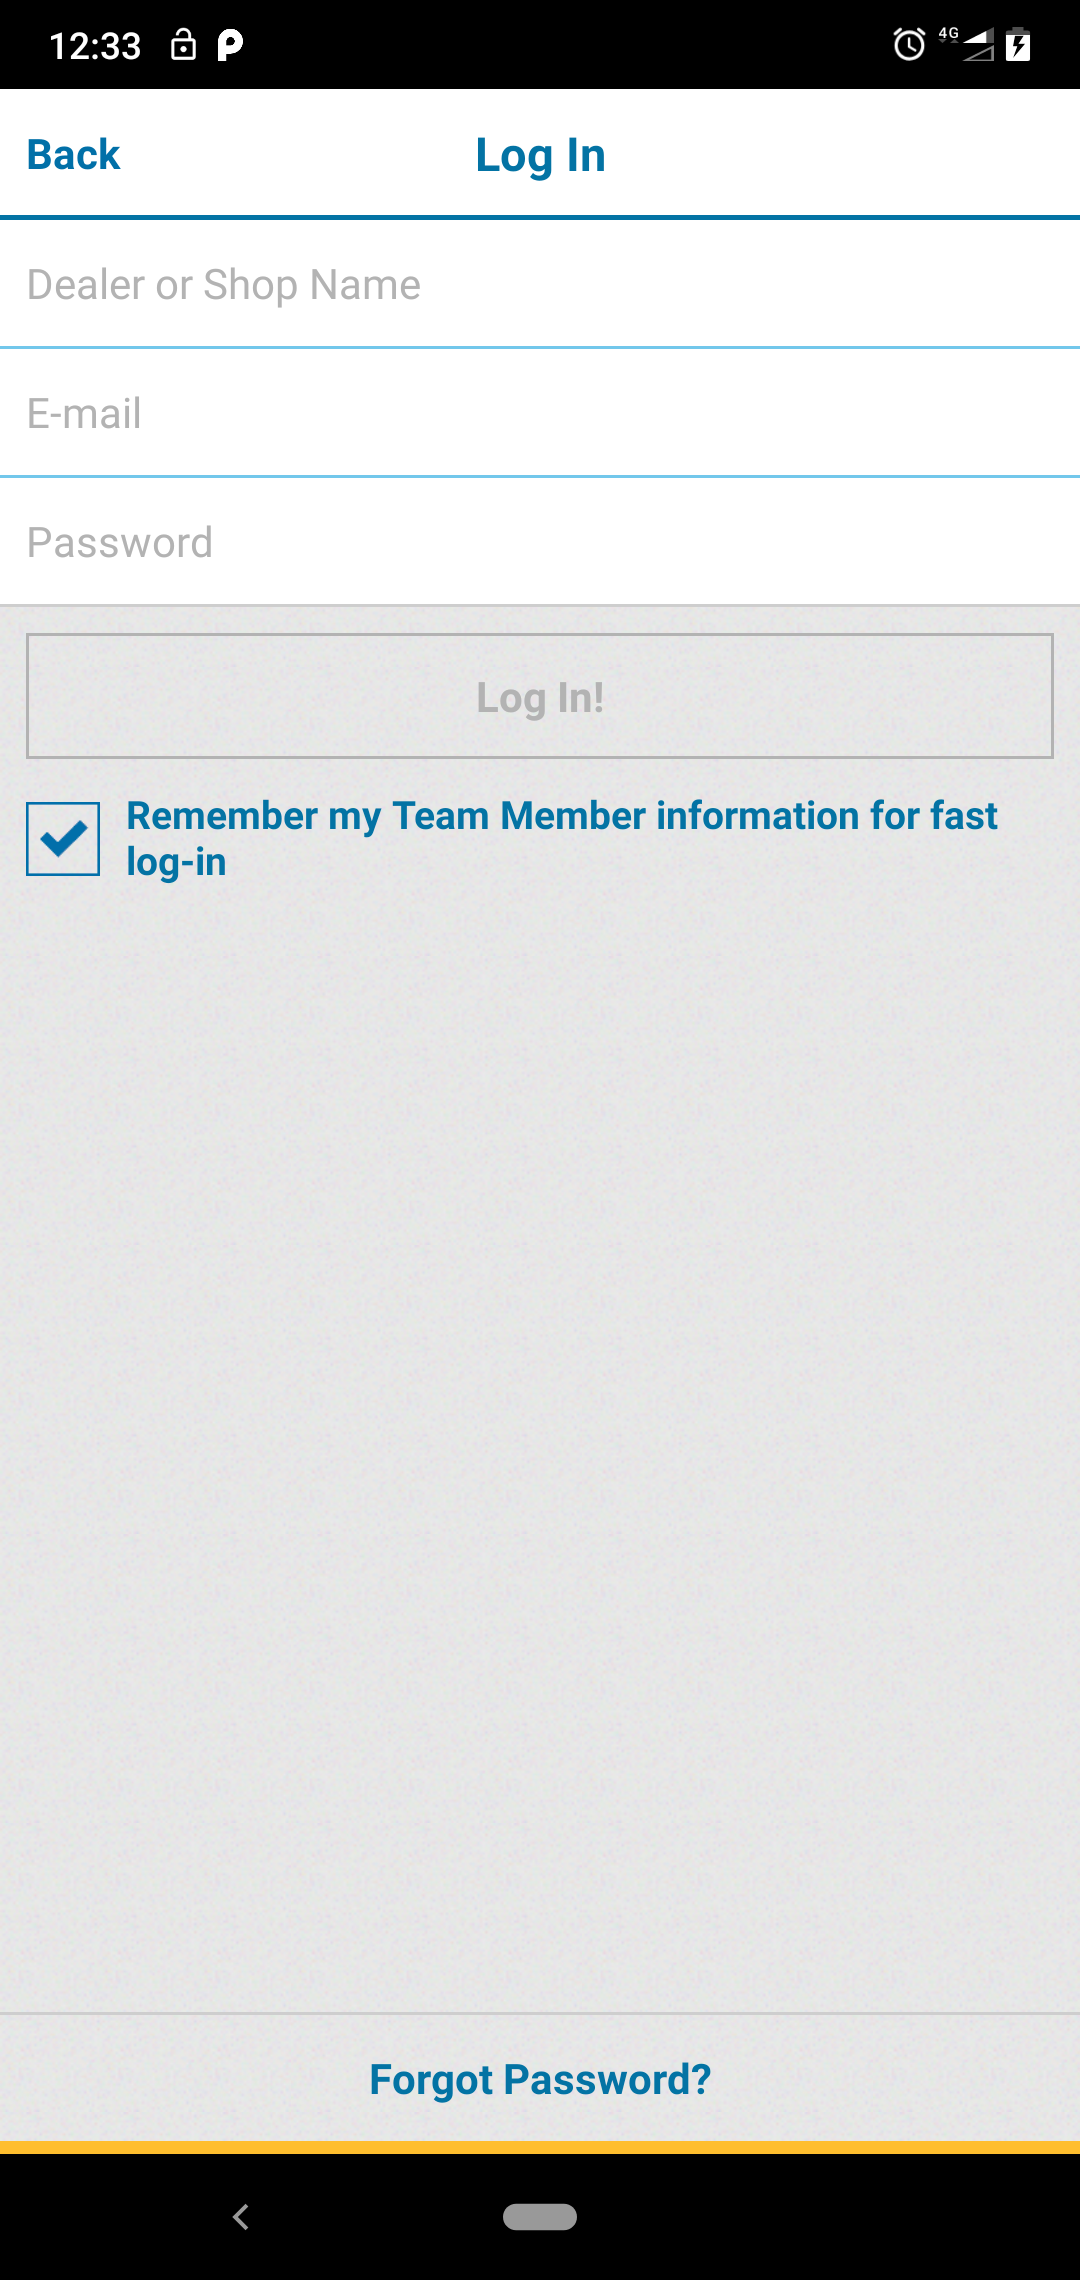 12:33
4G
Back
Log In
Dealer or Shop Name
E-mail
Password
Log In!
Remember my Team Member information for fast
log-in
Forgot Password?